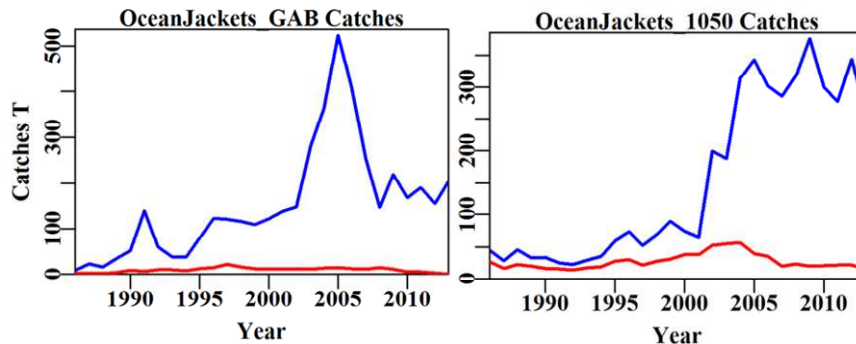 OceanJackets_GAB Catches
Catches T
0 100 300 500
1990 1995 2000 2005 2010
Year
OceanJackets_1050 Catches
0 100 200 300
1990 1995 2000 2005 2010
Year